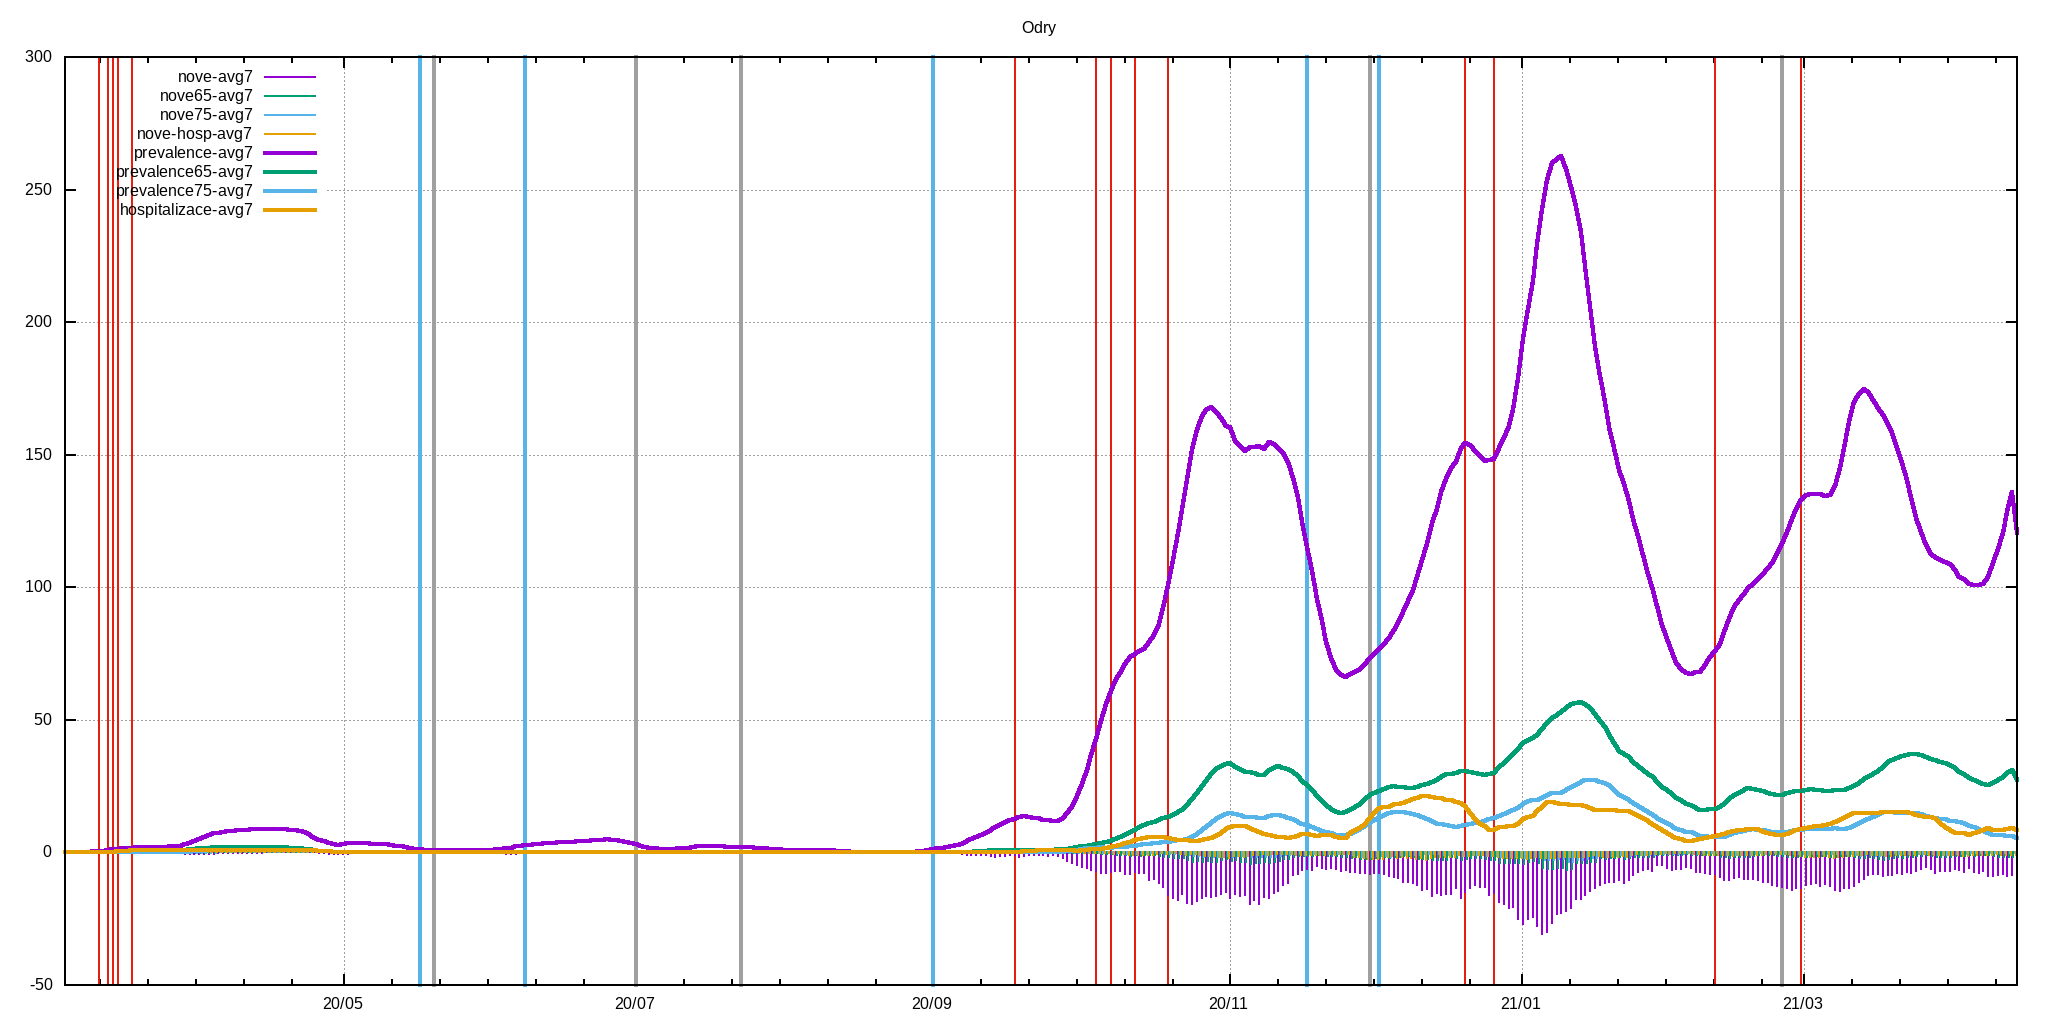 Odry
300
nove-avg7
nove65-avg7
nove75-avg7
nove-hosp-avg7
prevalence-avg7
prevalence65-avg7
prevalence75-avg7
hospitalizace-avg7
250
200
150
100
50
0
-50
20/05 20/07 20/09 20/11 21/01 21/03